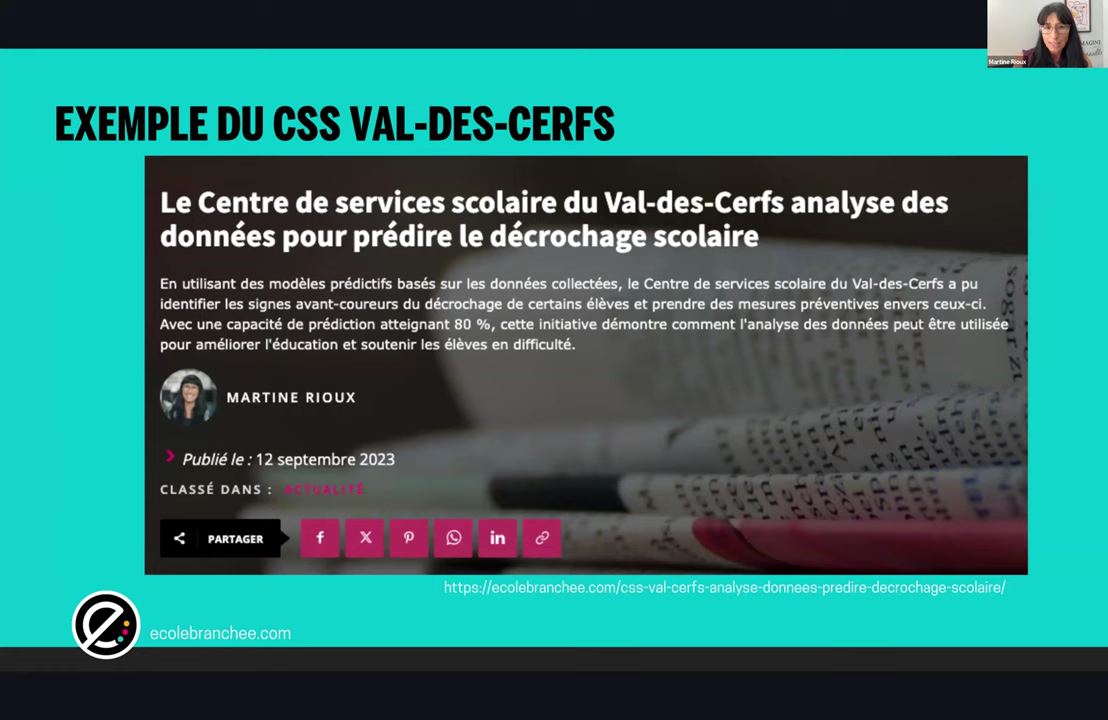 Martine Rioux
EXEMPLE DU CSS VAL-DES-CERFS
Le Centre de services scolaire du Val-des-Cerfs analyse des
données pour prédire le décrochage scolaire
En utilisant des modèles prédictifs basés sur les données collectées, le Centre de services scolaire du Val-des-Cerfs a pu
identifier les signes avant-coureurs du décrochage de certains élèves et prendre des mesures préventives envers ceux-ci.
Avec une capacité de prédiction atteignant 80 %, cette initiative démontre comment l'analyse des données peut être utilisée
pour améliorer l'éducation et soutenir les élèves en difficulté.
MARTINE RIOUX
Publié le : 12 septembre 2023
CLASSÉ DANS : ACTUALITÉ
PARTAGER
https://ecolebranchee.com/css-val-cerfs-analyse-donnees-predire-decrochage-scolaire/
ecolebranchee.com